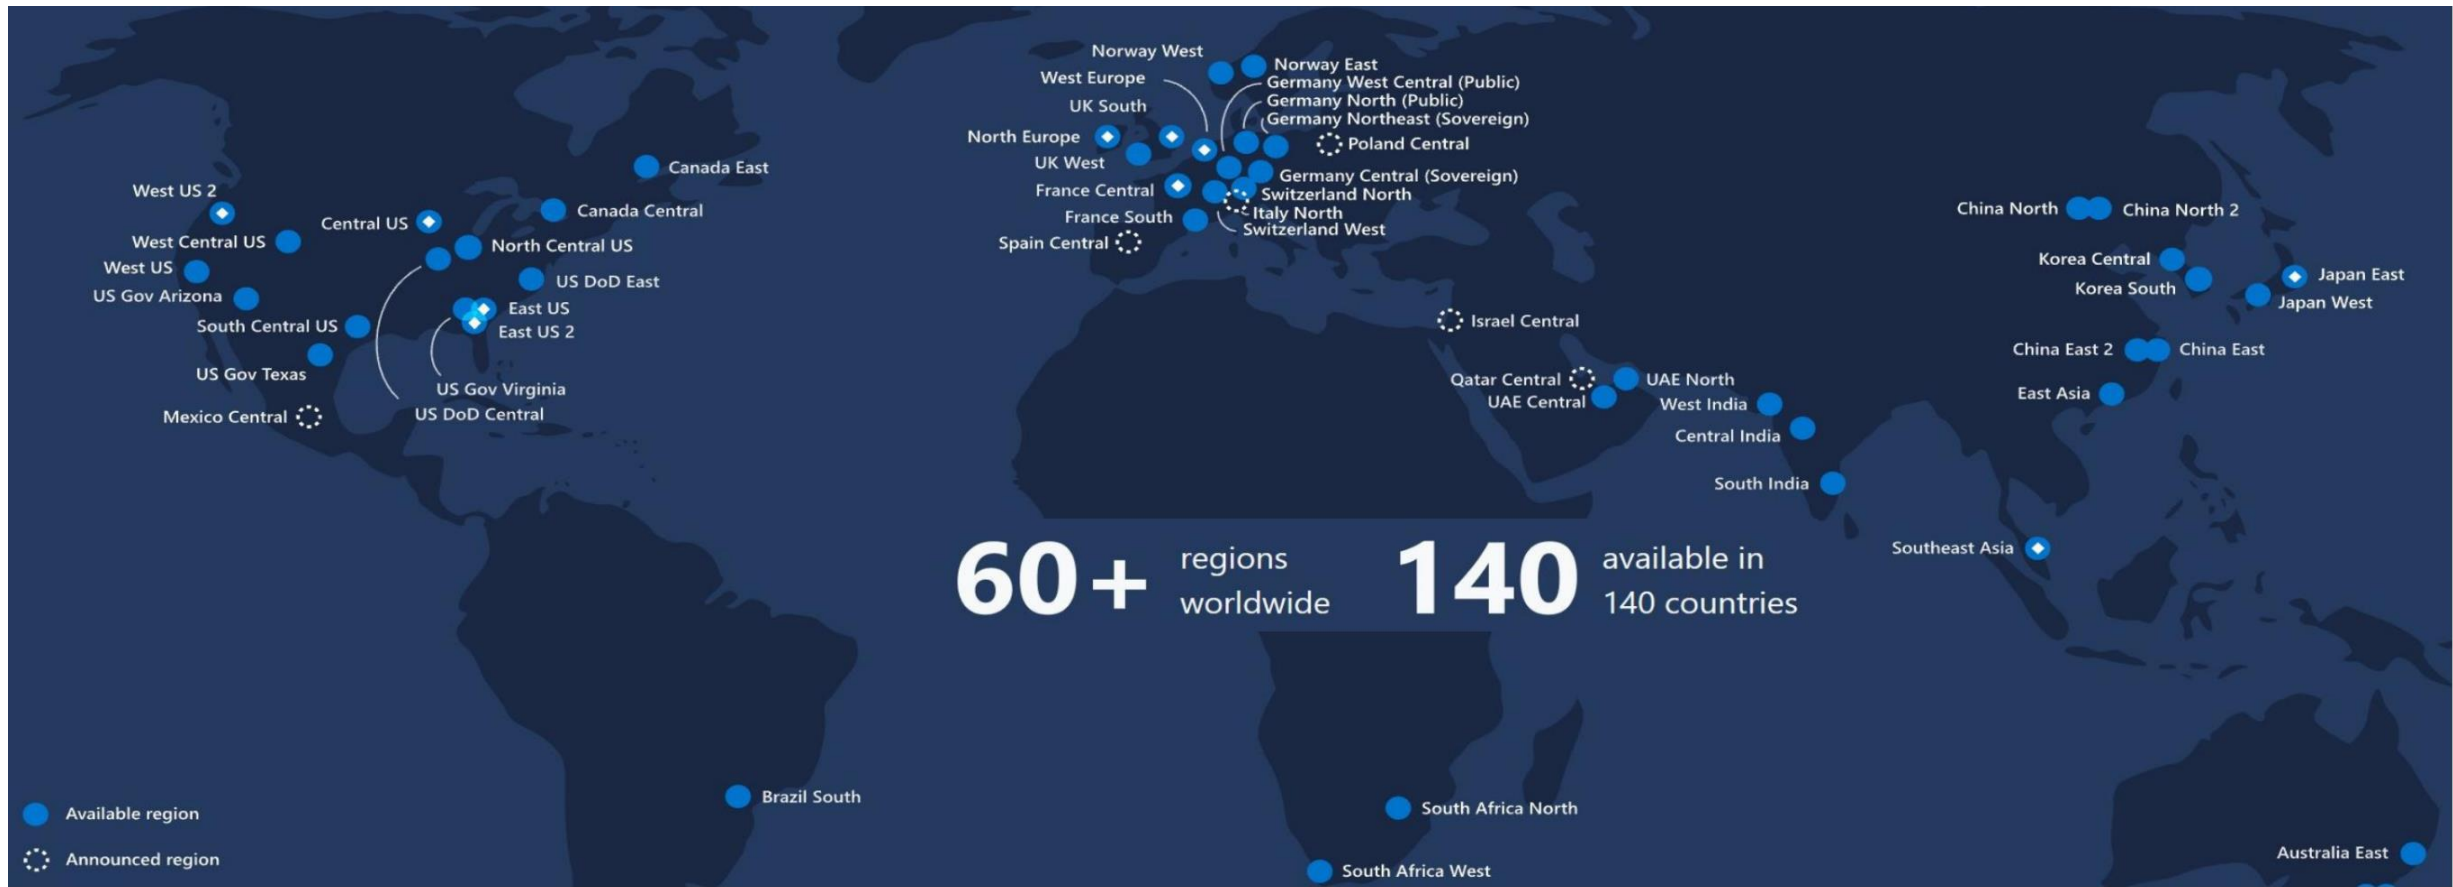 Norway West
Norway East
West Europe
Germany West Central (Public)
UK South
Germany North (Public)
Germany Northeast (Sovereign)
North Europe
Poland Central
UK West
Germany Central (Sovereign)
France Central
Switzerland North
France South
Italy North
Switzerland West
Spain Central
Canada East
West US 2
Canada Central
Central US
West Central US
North Central US
West US
US DoD East
US Gov Arizona
East US
South Central US
East US 2
US Gov Texas
US Gov Virginia
US DoD Central
Mexico Central
China North
China North 2
Korea Central
Japan East
Korea South
Japan West
Israel Central
China East 2
China East
Qatar Central
UAE North
East Asia
UAE Central
West India
Central India
South India
Southeast Asia
60+
regions
worldwide
140
available in
140 countries
Brazil South
South Africa North
South Africa West
Australia East
Available region
Announced region